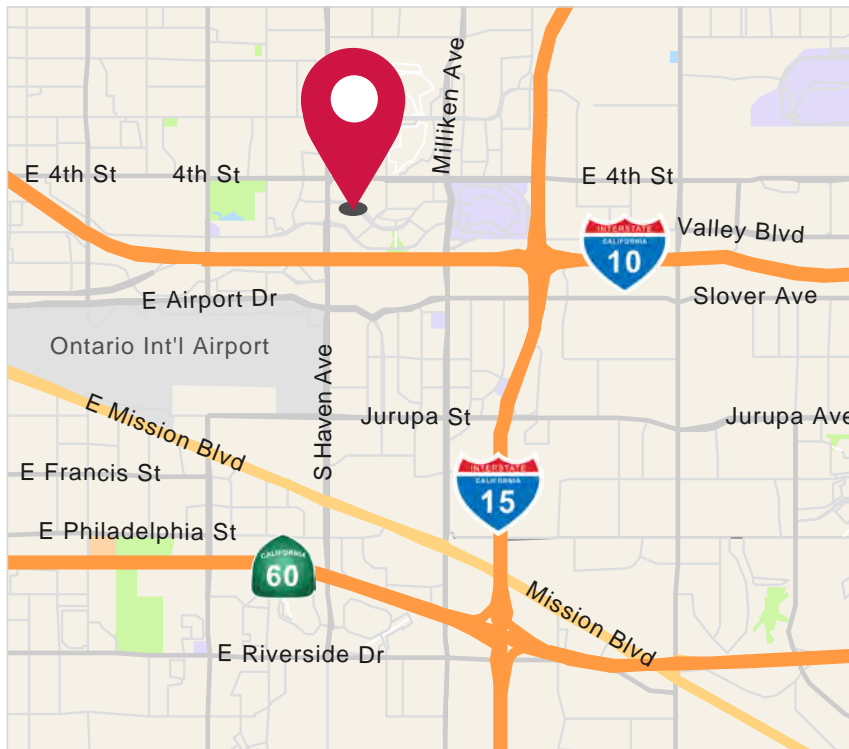 Milliken Ave
E 4th St
4th St
E 4th St
Valley Blvd
INTERSTATE
CALIFORNIA
10
E Airport Dr
Slover Ave
Ontario Int'l Airport
S Haven Ave
E Mission Blvd
Jurupa St
Jurupa Ave
E Francis St
INTERSTATE
CALIFORNIA
15
E Philadelphia St
CALIFORNIA
60
Mission Blvd
E Riverside Dr